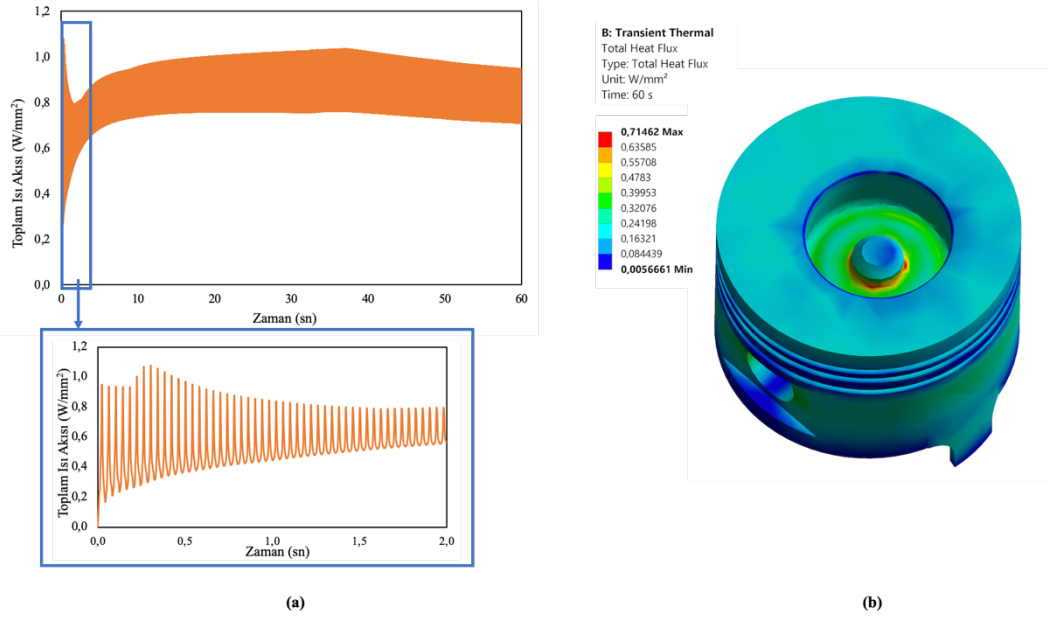 1,2
1,0
0,8
0,6
0,4
0,2
0,0
Toplam Isı Akısı (W/mm²)
0 10 20 30 40 50 60
Zaman (sn)
1,2
1,0
0,8
0,6
0,4
0,2
0,0
Toplam Isı Akısı (W/mm²)
0,0 0,5 1,0 1,5 2,0
Zaman (sn)
(a)
B: Transient Thermal
Total Heat Flux
Type: Total Heat Flux
Unit: W/mm²
Time: 60 s
0,71462 Max
0,63585
0,55708
0,4783
0,39953
0,32076
0,24198
0,16321
0,084439
0,0056661 Min
(b)